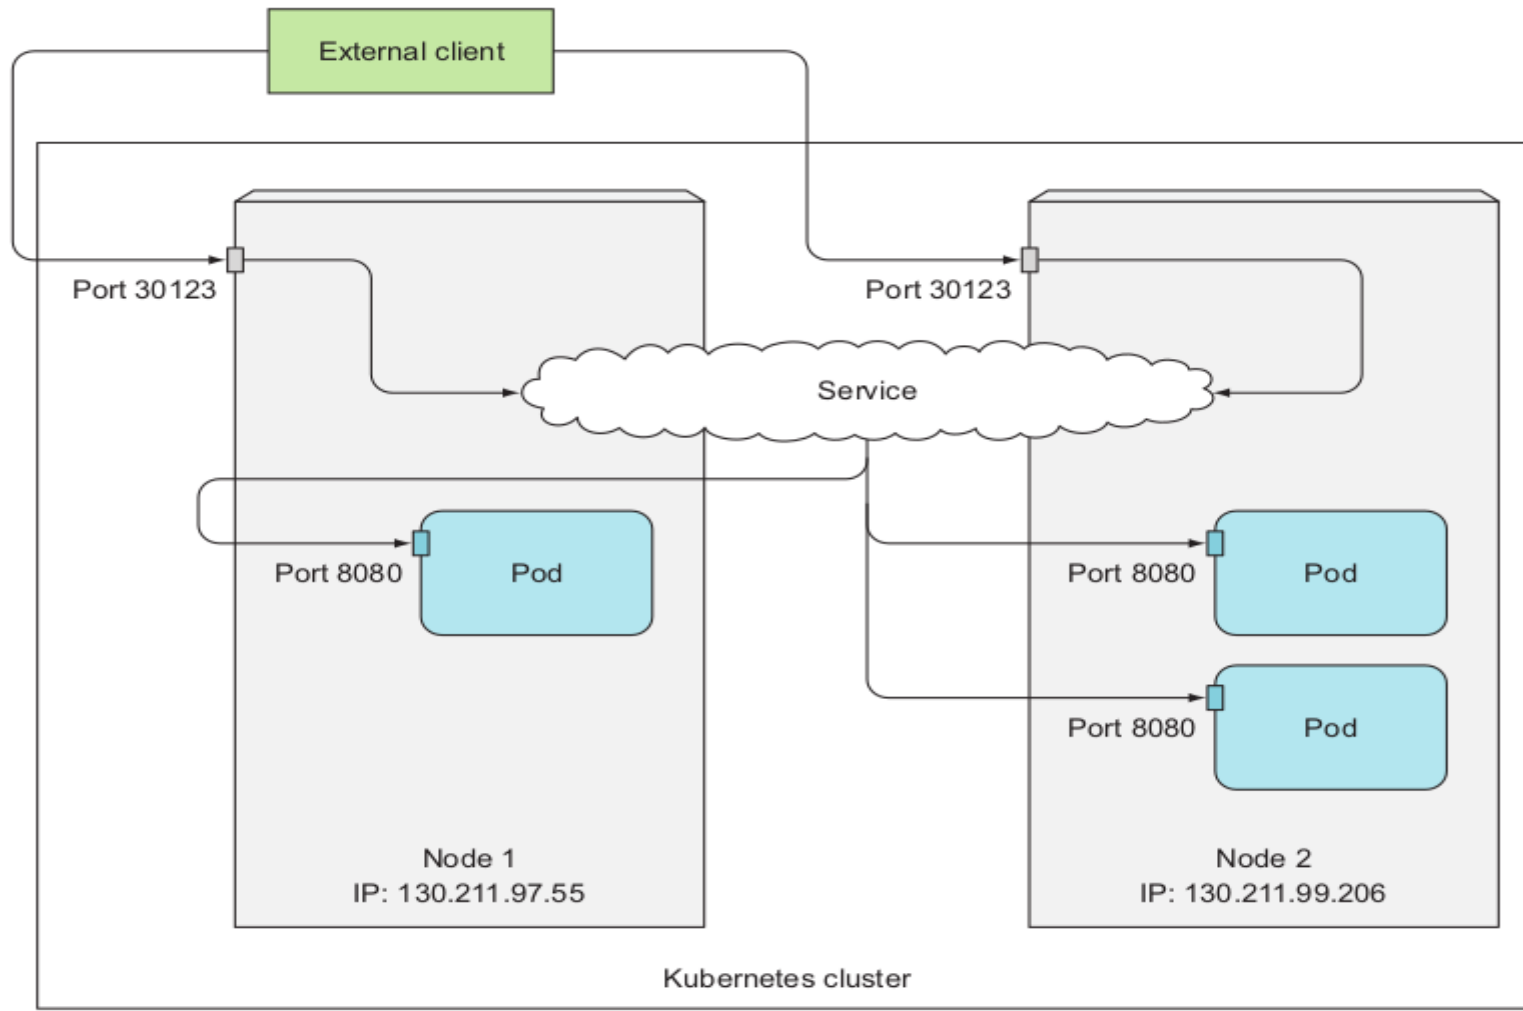 External client
Port 30123
Port 30123
Service
Port 8080
Pod
Port 8080
Pod
Port 8080
Pod
Node 1
IP: 130.211.97.55
Node 2
IP: 130.211.99.206
Kubernetes cluster